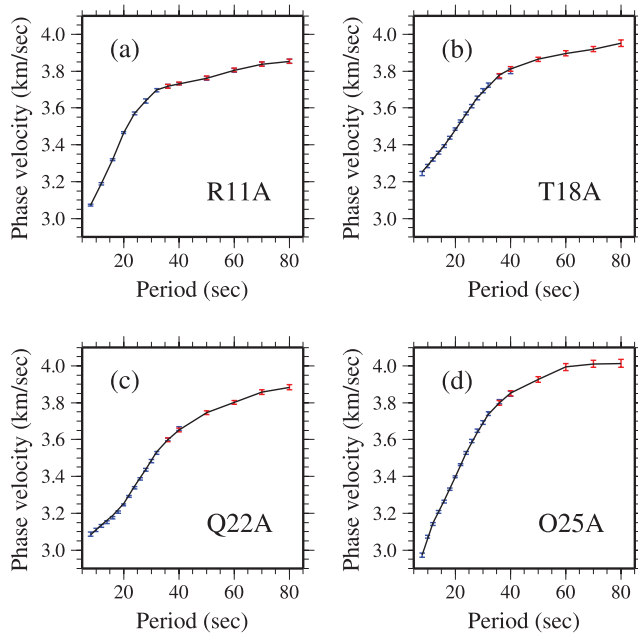 (a)
4.0
3.8
3.6
3.4
3.2
3.0
Phase velocity (km/sec)
R11A
20 40 60 80
Period (sec)
(b)
4.0
3.8
3.6
3.4
3.2
3.0
Phase velocity (km/sec)
T18A
20 40 60 80
Period (sec)
(c)
4.0
3.8
3.6
3.4
3.2
3.0
Phase velocity (km/sec)
Q22A
20 40 60 80
Period (sec)
(d)
4.0
3.8
3.6
3.4
3.2
3.0
Phase velocity (km/sec)
O25A
20 40 60 80
Period (sec)